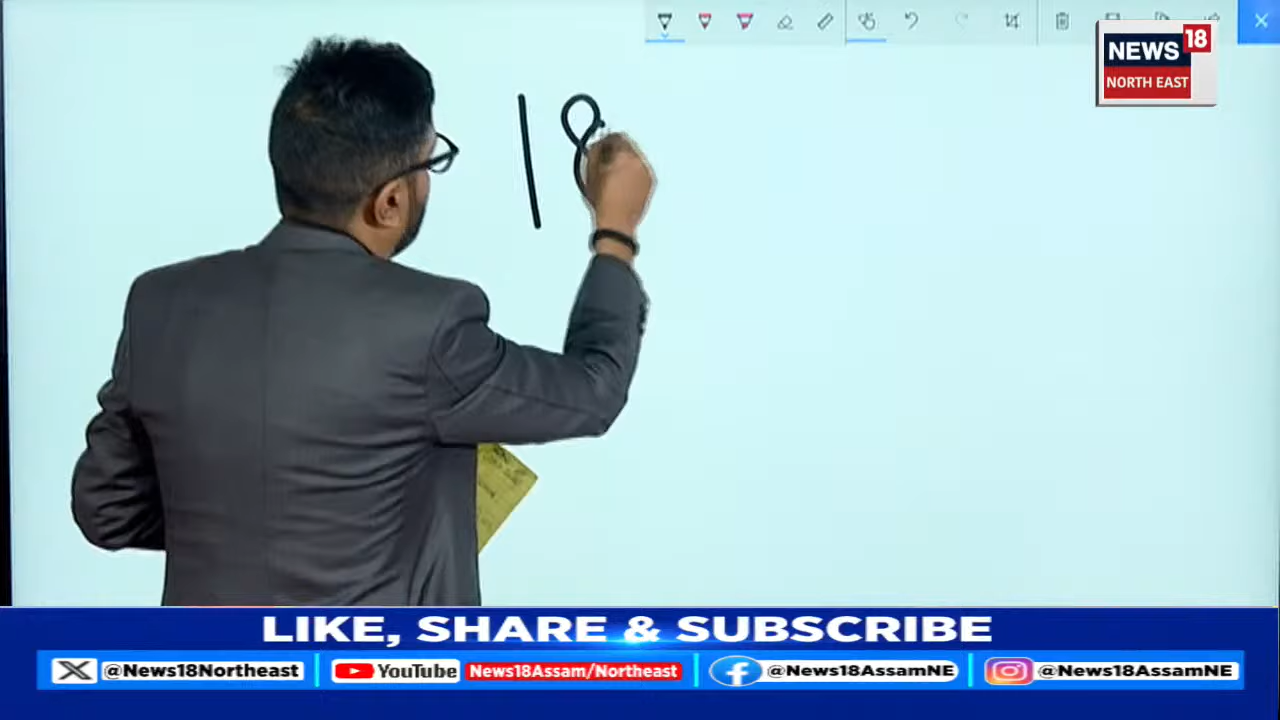 NEWS 18
NORTH EAST
18
LIKE, SHARE & SUBSCRIBE
@News18Northeast YouTube News18Assam/Northeast @News18AssamNE @News18AssamNE